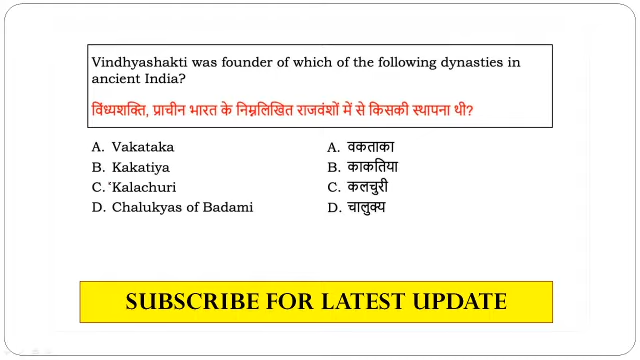 Vindhyashakti was founder of which of the following dynasties in
ancient India?
विंध्यशक्ति, प्राचीन भारत के निम्नलिखित राजवंशों में से किसकी स्थापना थी?
A. Vakataka
B. Kakatiya
C. ‘Kalachuri
D. Chalukyas of Badami
A. वकताका
B. काकतिया
C. कलचुरी
D. चालुक्य
SUBSCRIBE FOR LATEST UPDATE